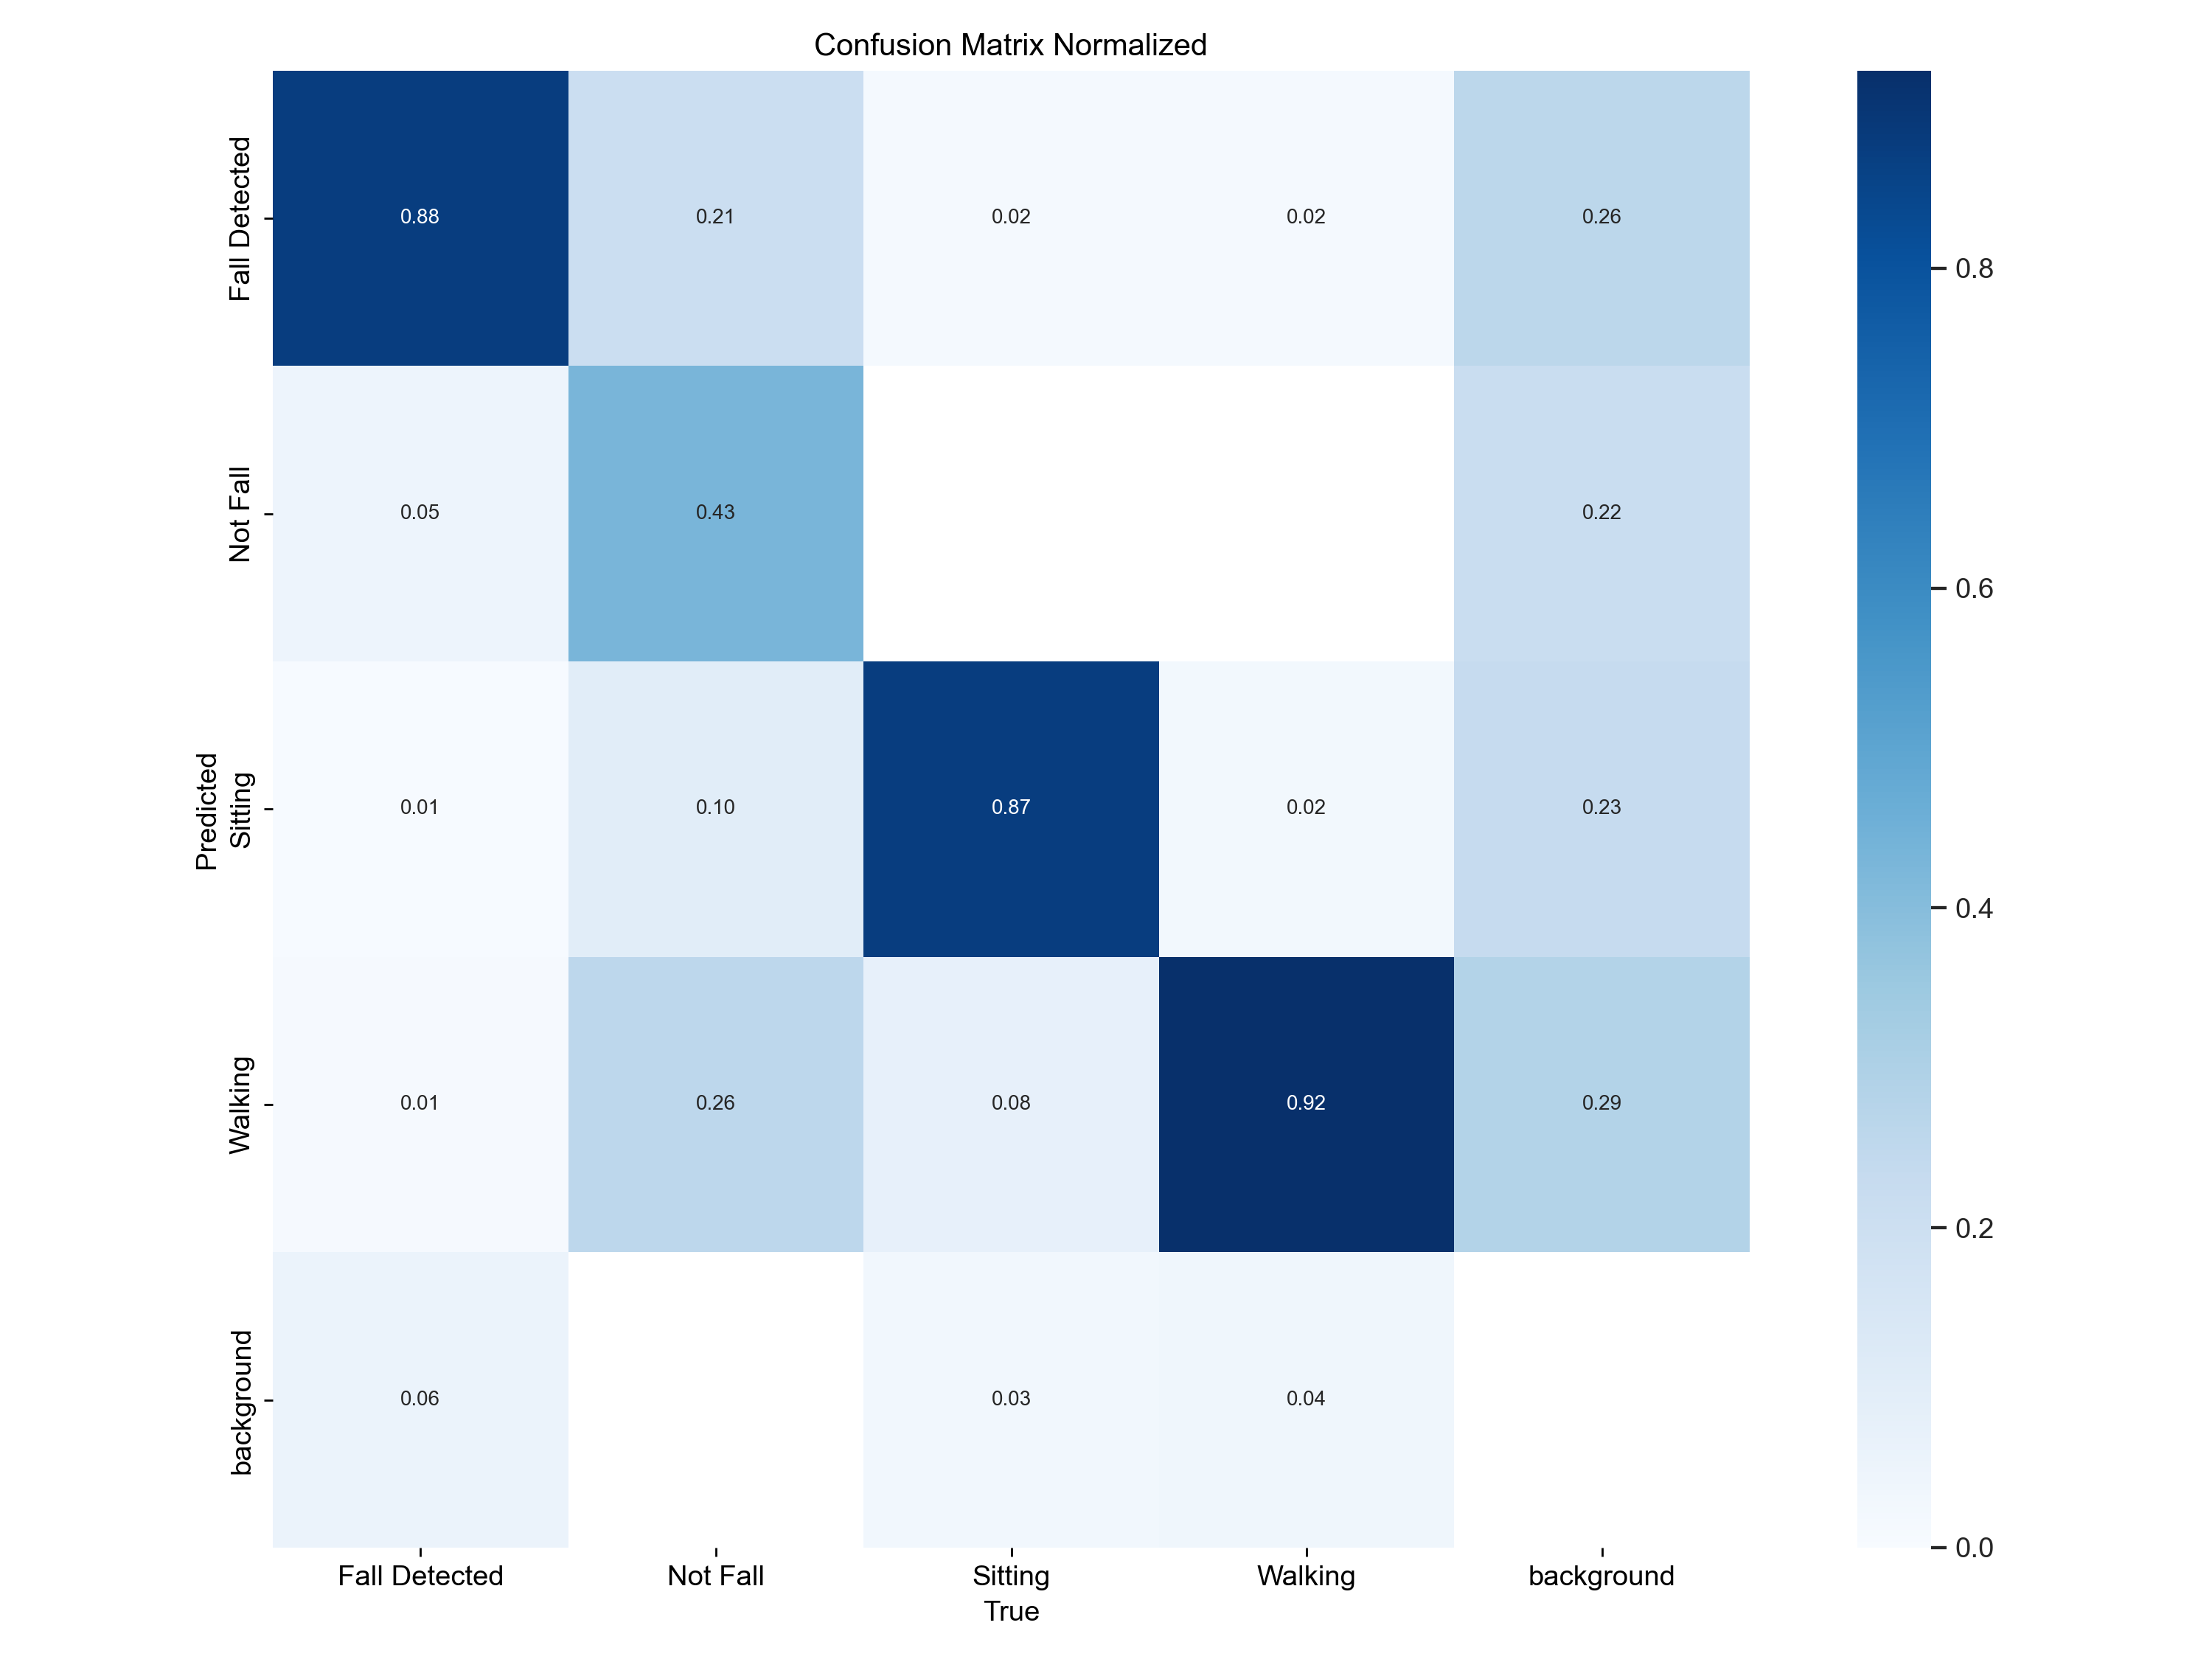 Confusion Matrix Normalized
Fall Detected
0.88
0.21
0.02
0.02
0.26
0.8
Not Fall
0.05
0.43
0.22
0.6
Predicted
Sitting
0.01
0.10
0.87
0.02
0.23
0.4
Walking
0.01
0.26
0.08
0.92
0.29
0.2
background
0.06
0.03
0.04
0.0
Fall Detected
Not Fall
Sitting
Walking
background
True